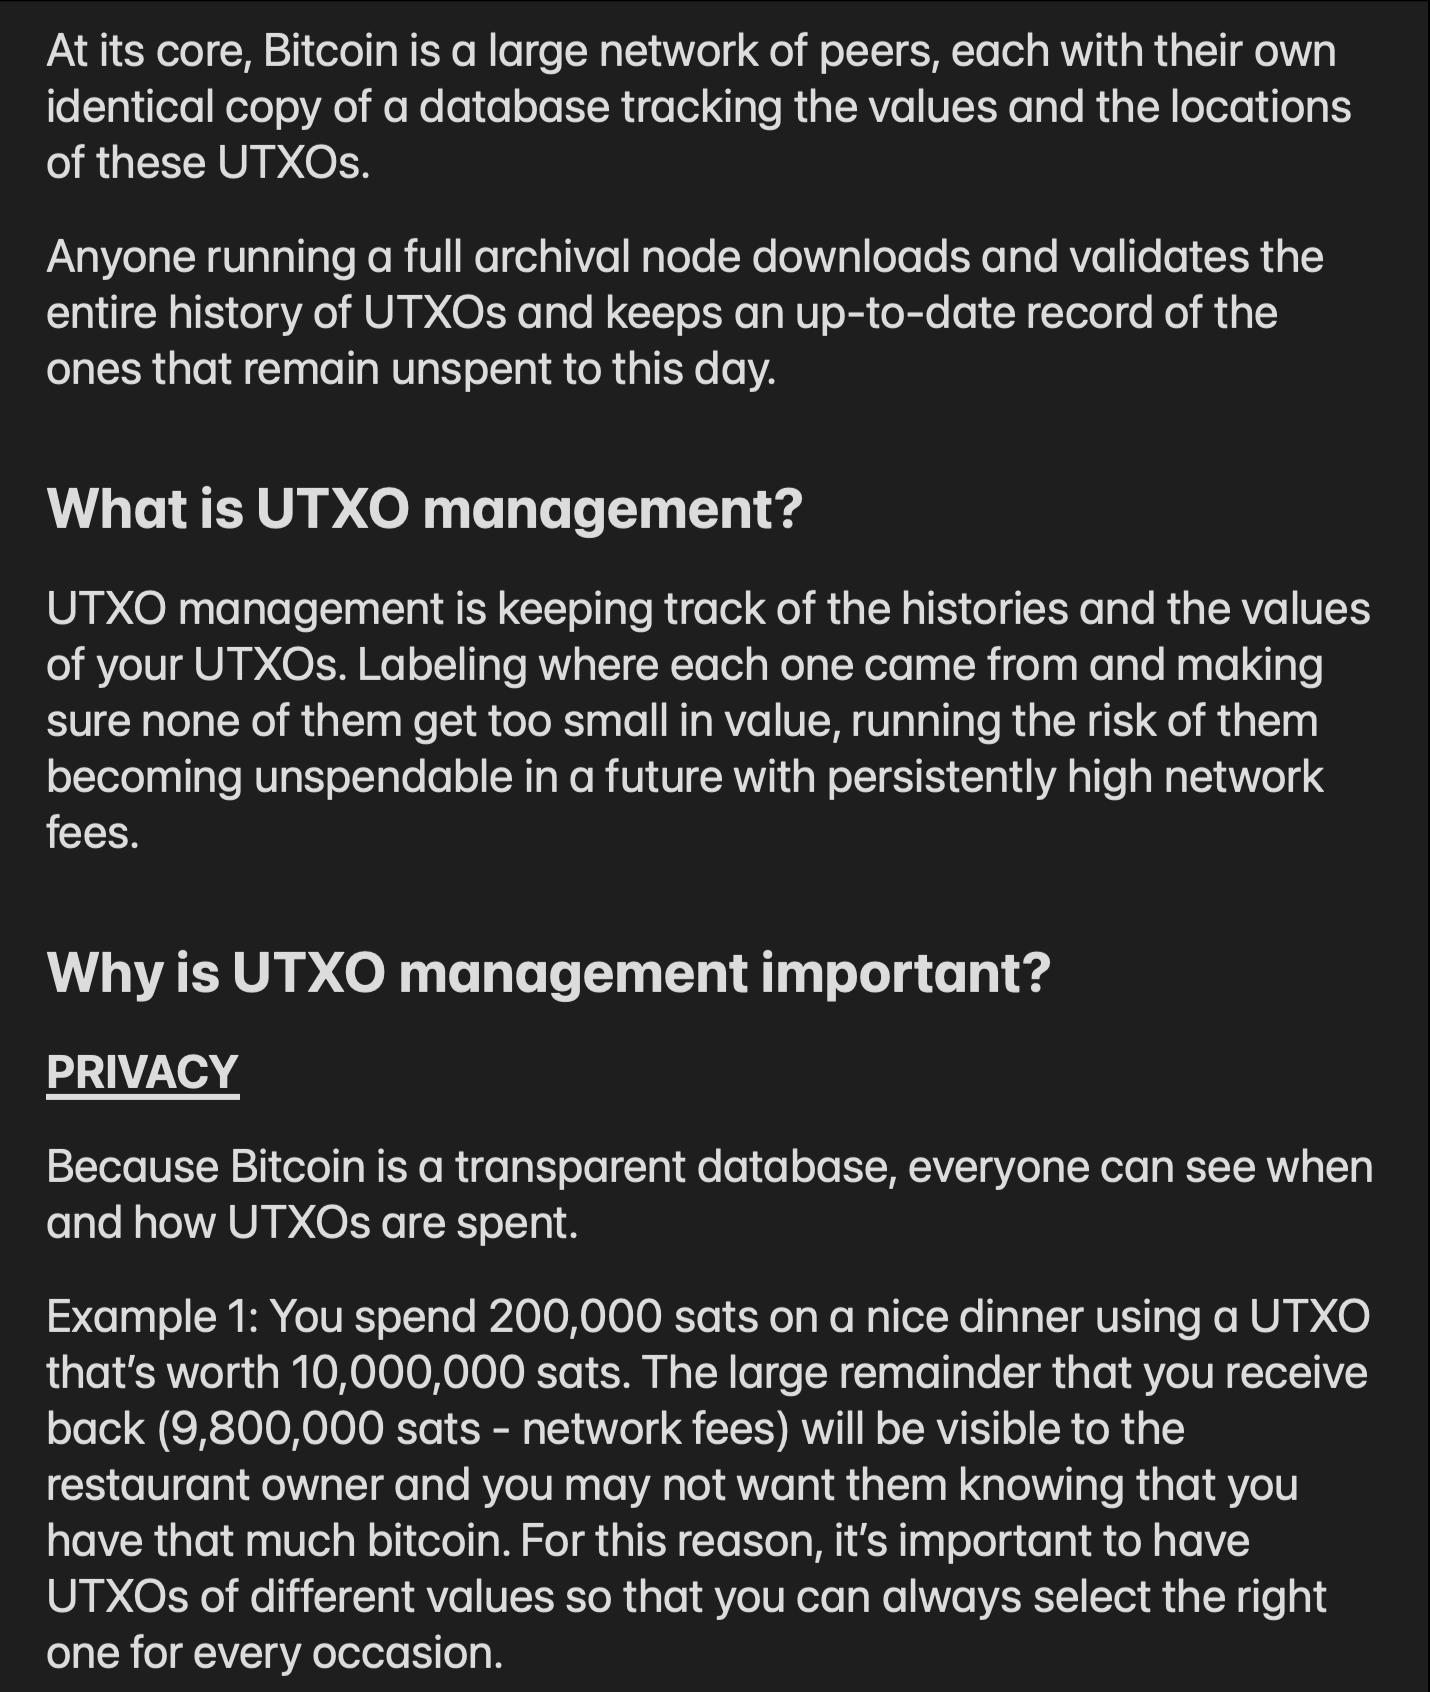 At its core, Bitcoin is a large network of peers, each with their own
identical copy of a database tracking the values and the locations
of these UTXOs.
Anyone running a full archival node downloads and validates the
entire history of UTXOs and keeps an up-to-date record of the
ones that remain unspent to this day.
What is UTXO management?
UTXO management is keeping track of the histories and the values
of your UTXOs. Labeling where each one came from and making
sure none of them get too small in value, running the risk of them
becoming unspendable in a future with persistently high network
fees.
Why is UTXO management important?
PRIVACY
Because Bitcoin is a transparent database, everyone can see when
and how UTXOs are spent.
Example 1: You spend 200,000 sats on a nice dinner using a UTXO
that’s worth 10,000,000 sats. The large remainder that you receive
back (9,800,000 sats - network fees) will be visible to the
restaurant owner and you may not want them knowing that you
have that much bitcoin. For this reason, it’s important to have
UTXOs of different values so that you can always select the right
one for every occasion.